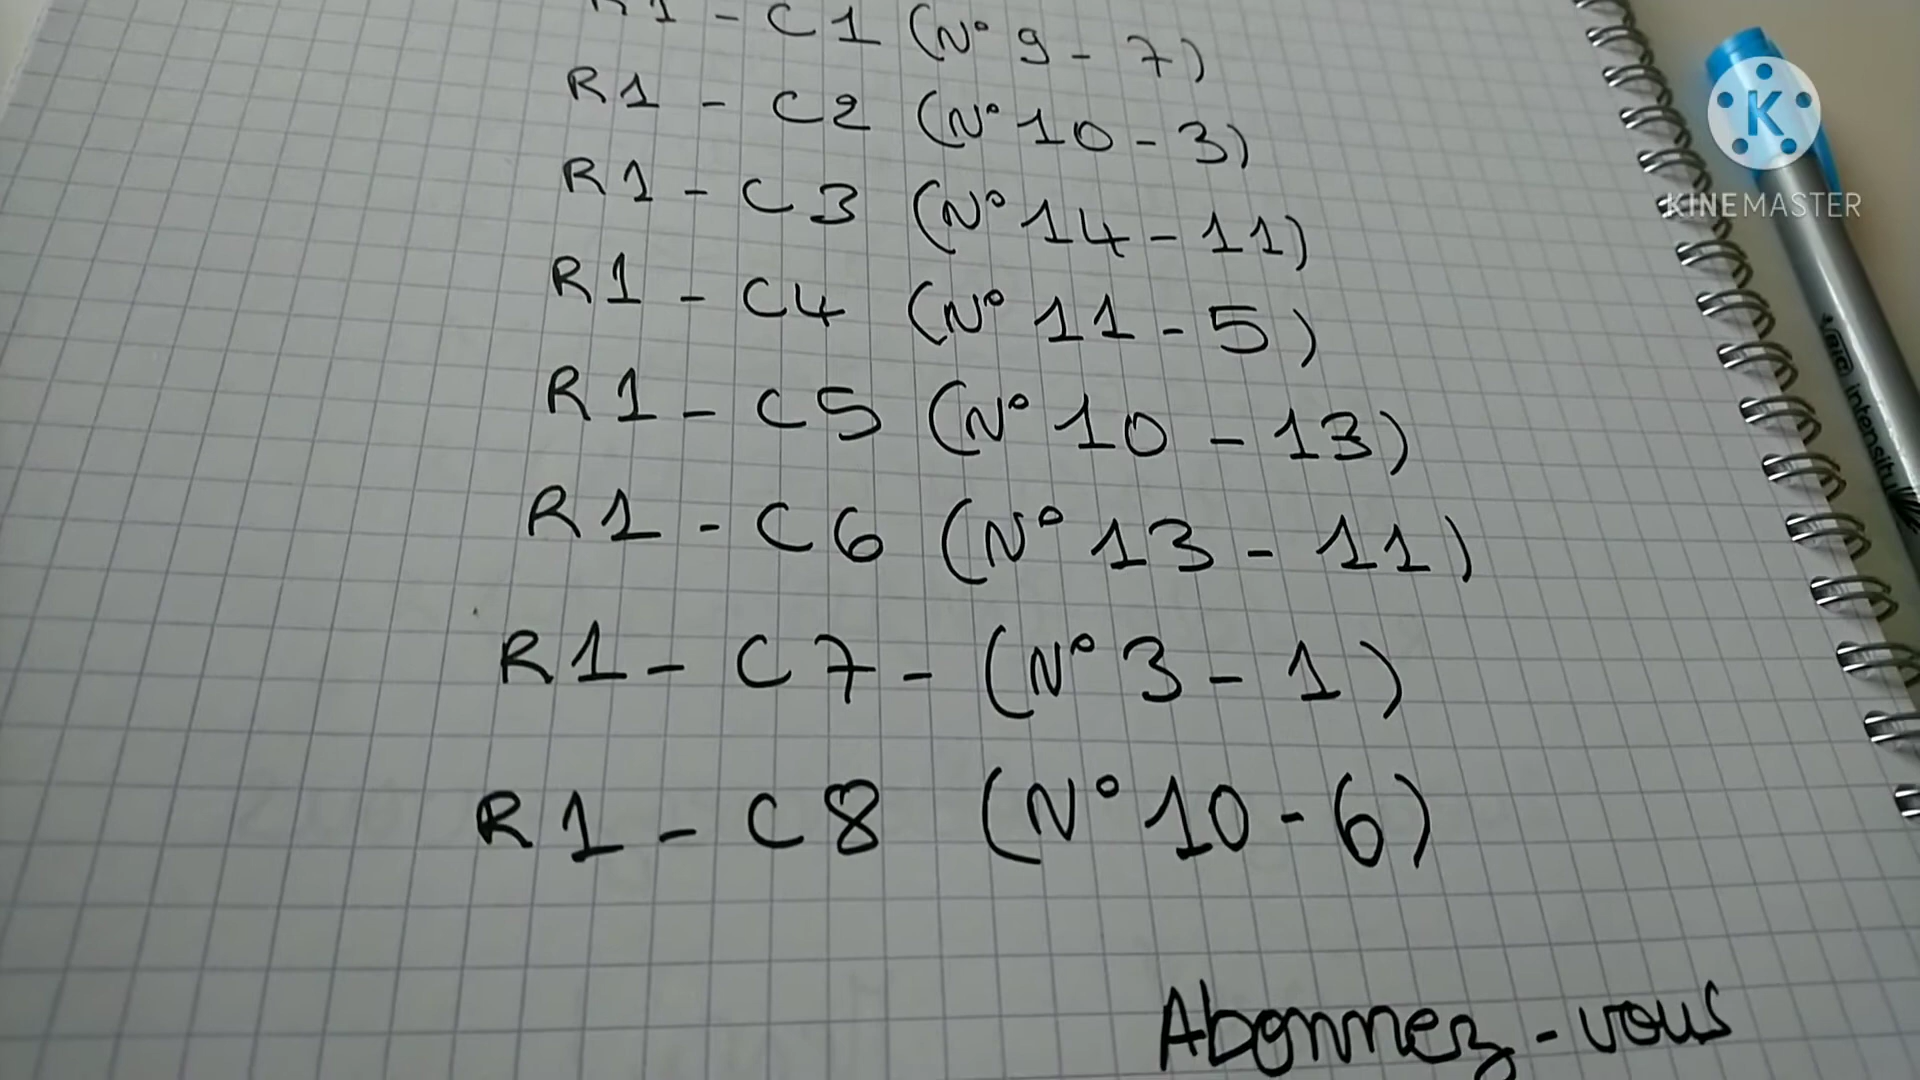 R1 - C1 (N° 9 - 7)
R1 - C2 (N° 10 - 3)
R1 - C3 (N° 14 - 11)
R1 - C4 (N° 11 - 5)
R1 - C5 (N° 10 - 13)
R1 - C6 (N° 13 - 11)
R1 - C7 - (N° 3 - 1)
R1 - C8 (N° 10 - 6)
Abonnez-vous
K
KINEMASTER
intensity